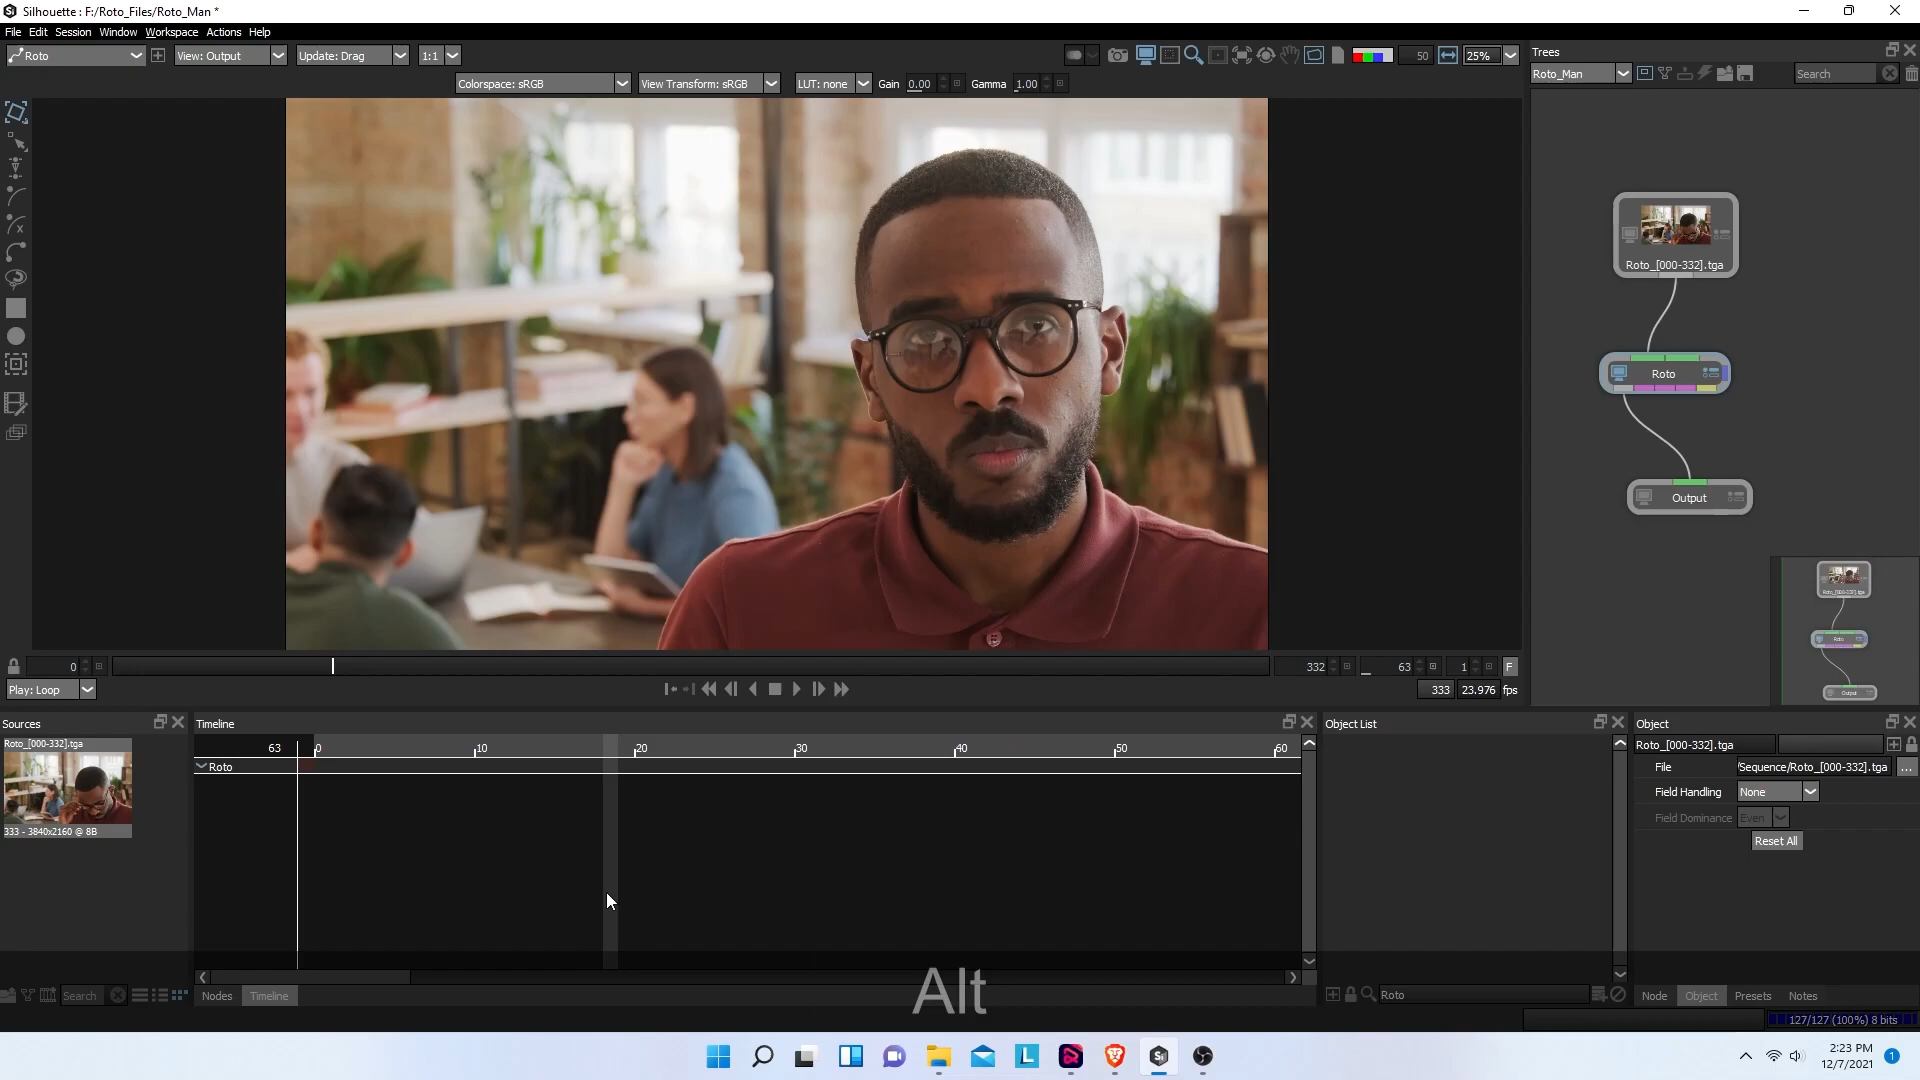 Silhouette : F:/Roto_Files/Roto_Man *
File Edit Session Window Workspace Actions Help
Roto View: Output Update: Drag 1:1 50 25%
Colorspace: sRGB View Transform: sRGB LUT: none Gain 0.00 Gamma 1.00
Trees
Roto_Man Search
Roto_[000-332].tga
Roto
Output
Roto
Output
0 332 63 1 F
Play: Loop 333 23.976 fps
Sources Timeline Object List Object
Roto_[000-332].tga
333 - 3840x2160 @ 8B
63 0 10 20 30 40 50 60
Roto
Roto_[000-332].tga
File /Sequence/Roto_[000-332].tga ...
Field Handling None
Field Dominance Even
Reset All
Alt
Search Nodes Timeline Roto Node Object Presets Notes
127/127 (100%) 8 bits
L Si
2:23 PM
12/7/2021
1